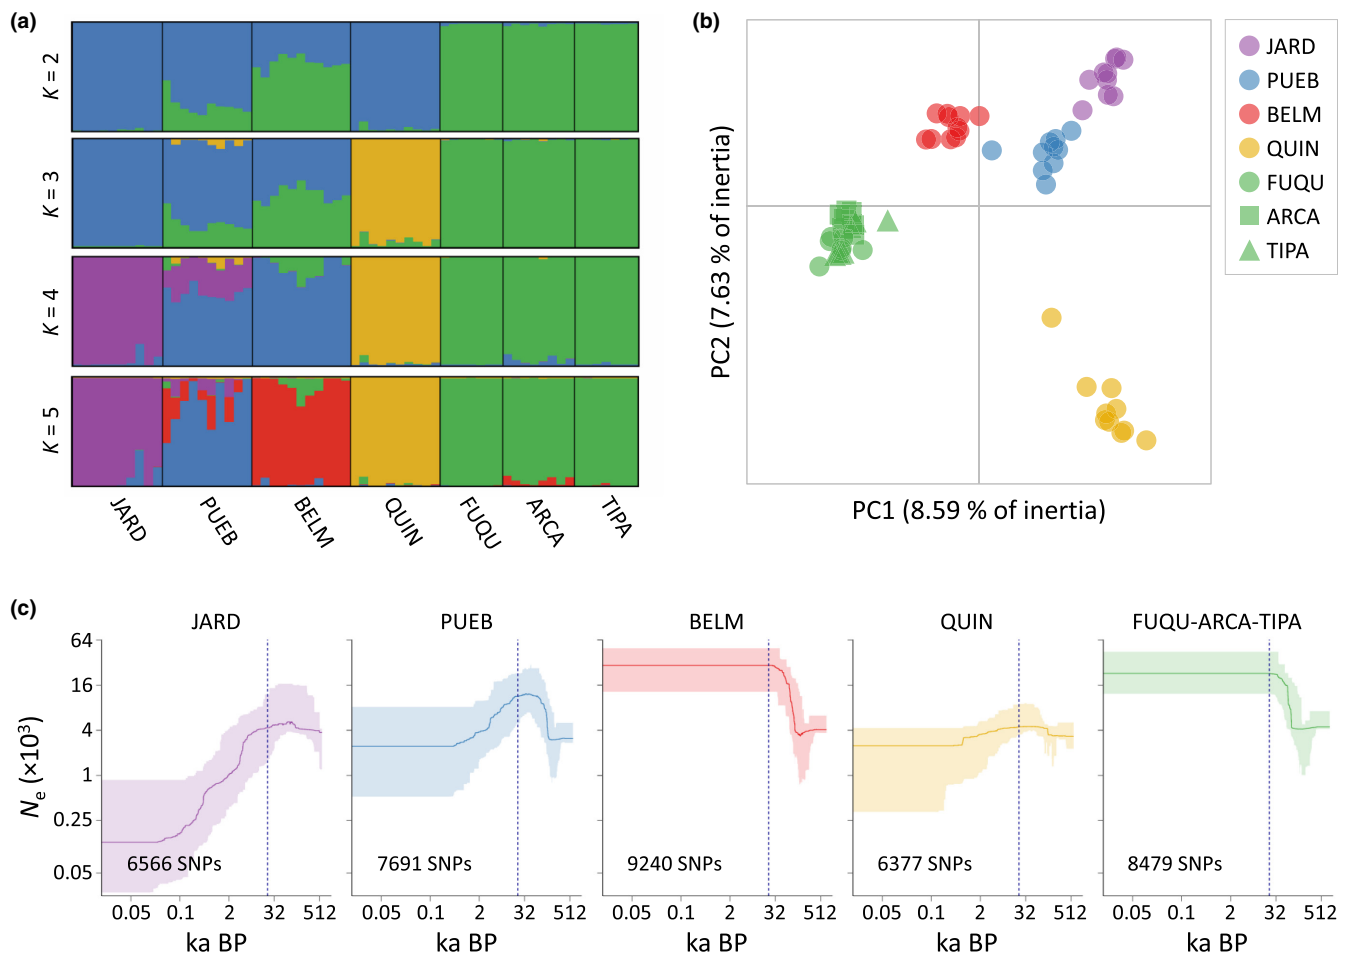 (a)
K = 2
K = 3
K = 4
K = 5
JARD
PUEB
BELM
QUIN
FUQU
ARCA
TIPA
(b)
PC2 (7.63 % of inertia)
PC1 (8.59 % of inertia)
JARD
PUEB
BELM
QUIN
FUQU
ARCA
TIPA
(c)
JARD
PUEB
BELM
QUIN
FUQU-ARCA-TIPA
Ne (×10³)
64
16
4
1
0.25
0.05
6566 SNPs
7691 SNPs
9240 SNPs
6377 SNPs
8479 SNPs
0.05 0.1 2 32 512
0.05 0.1 2 32 512
0.05 0.1 2 32 512
0.05 0.1 2 32 512
0.05 0.1 2 32 512
ka BP
ka BP
ka BP
ka BP
ka BP